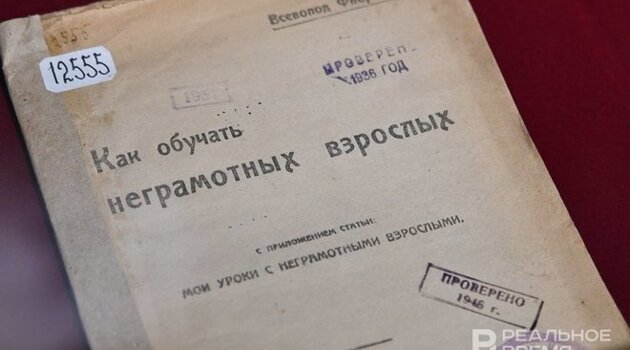 Всеволод
12555
ПРОВЕРЕН
1936 ГОД
Как обучать
неграмотных взрослых
С ПРИЛОЖЕНИЕМ СТАТЬИ:
МОИ УРОКИ С НЕГРАМОТНЫМИ ВЗРОСЛЫМИ.
ПРОВЕРЕНО
1946 г.
РЕАЛЬНОЕ
ВРЕМЯ